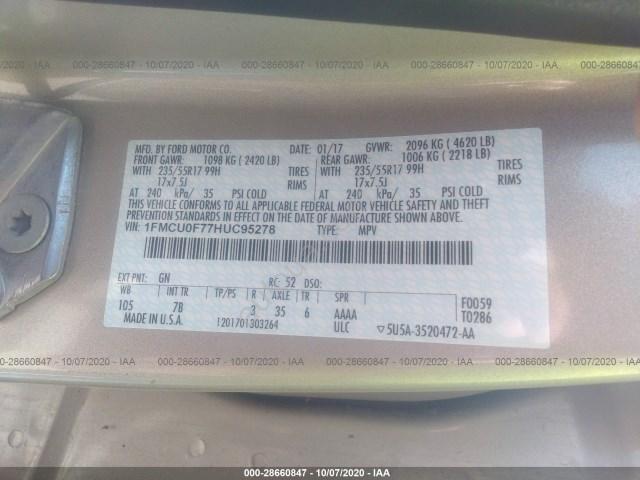 000-28660847 - 10/07/2020 - IAA 000-28660847 - 10/07/2020 - IAA 000-28660847 - 10/07/2020 - IAA
MFD. BY FORD MOTOR CO. DATE: 01/17 GVWR: 2096 KG ( 4620 LB)
FRONT GAWR: 1098 KG ( 2420 LB) REAR GAWR: 1006 KG ( 2218 LB)
WITH 235/55R17 99H TIRES WITH 235/55R17 99H TIRES
17x7.5J RIMS 17x7.5J RIMS
AT 240 kPa/ 35 PSI COLD AT 240 kPa/ 35 PSI COLD
THIS VEHICLE CONFORMS TO ALL APPLICABLE FEDERAL MOTOR VEHICLE SAFETY AND THEFT
PREVENTION STANDARDS IN EFFECT ON THE DATE OF MANUFACTURE SHOWN ABOVE.
VIN: 1FMCU0F77HUC95278 TYPE: MPV
EXT PNT: GN RC: 52 DSO:
WB INT TR TP/PS R AXLE TR SPR F0059
105 7B 3 35 6 AAAA T0286
MADE IN U.S.A. 1201701303264 ULC ▽5U5A-3520472-AA
000-28660847 - 10/07/2020 - IAA 000-28660847 - 10/07/2020 - IAA 000-28660847 - 10/07/2020 - IAA
000-28660847 - 10/07/2020 - IAA